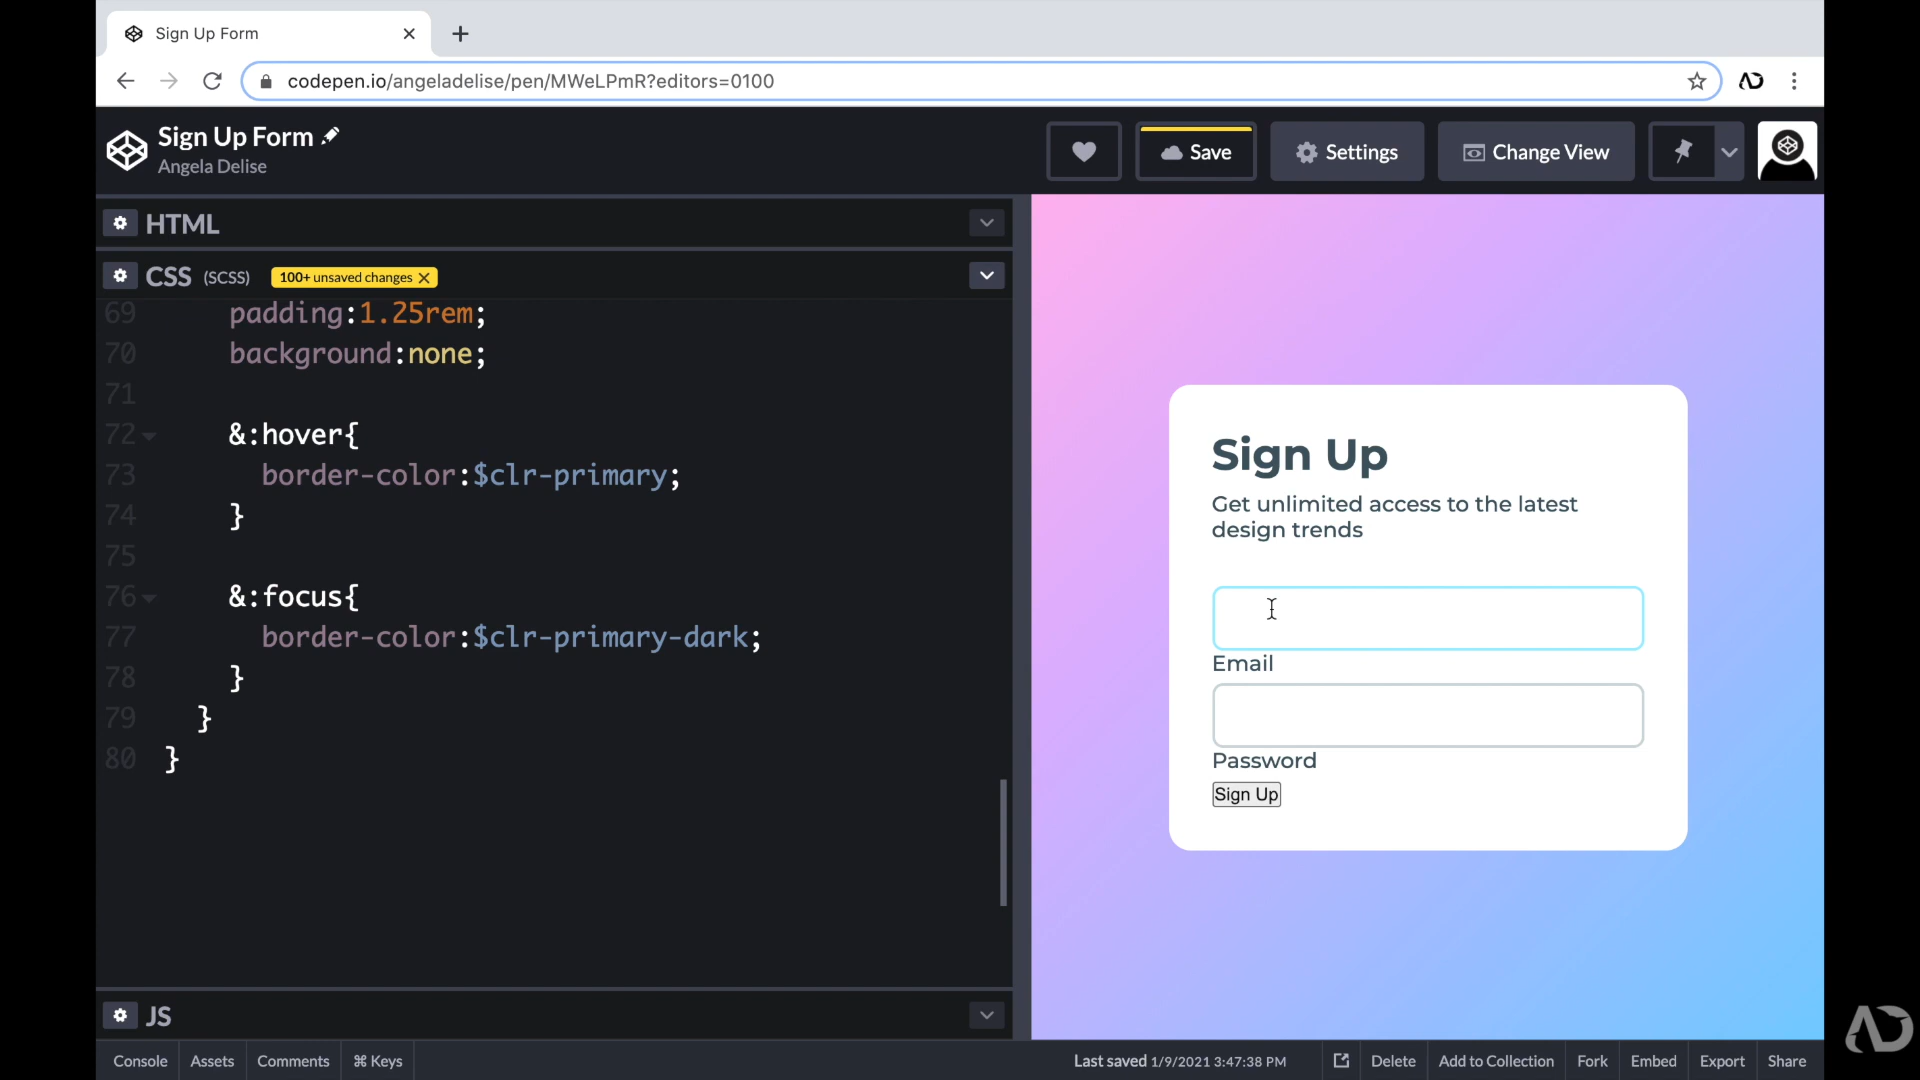 Sign Up Form
codepen.io/angeladelise/pen/MWeLPmR?editors=0100
Sign Up Form
Angela Delise
Save
Settings
Change View
HTML
CSS (SCSS) 100+ unsaved changes
69 padding:1.25rem;
70 background:none;
71
72 &:hover{
73 border-color:$clr-primary;
74 }
75
76 &:focus{
77 border-color:$clr-primary-dark;
78 }
79 }
80 }
Sign Up
Get unlimited access to the latest
design trends
Email
Password
Sign Up
JS
Console Assets Comments ⌘ Keys Last saved 1/9/2021 3:47:38 PM Delete Add to Collection Fork Embed Export Share